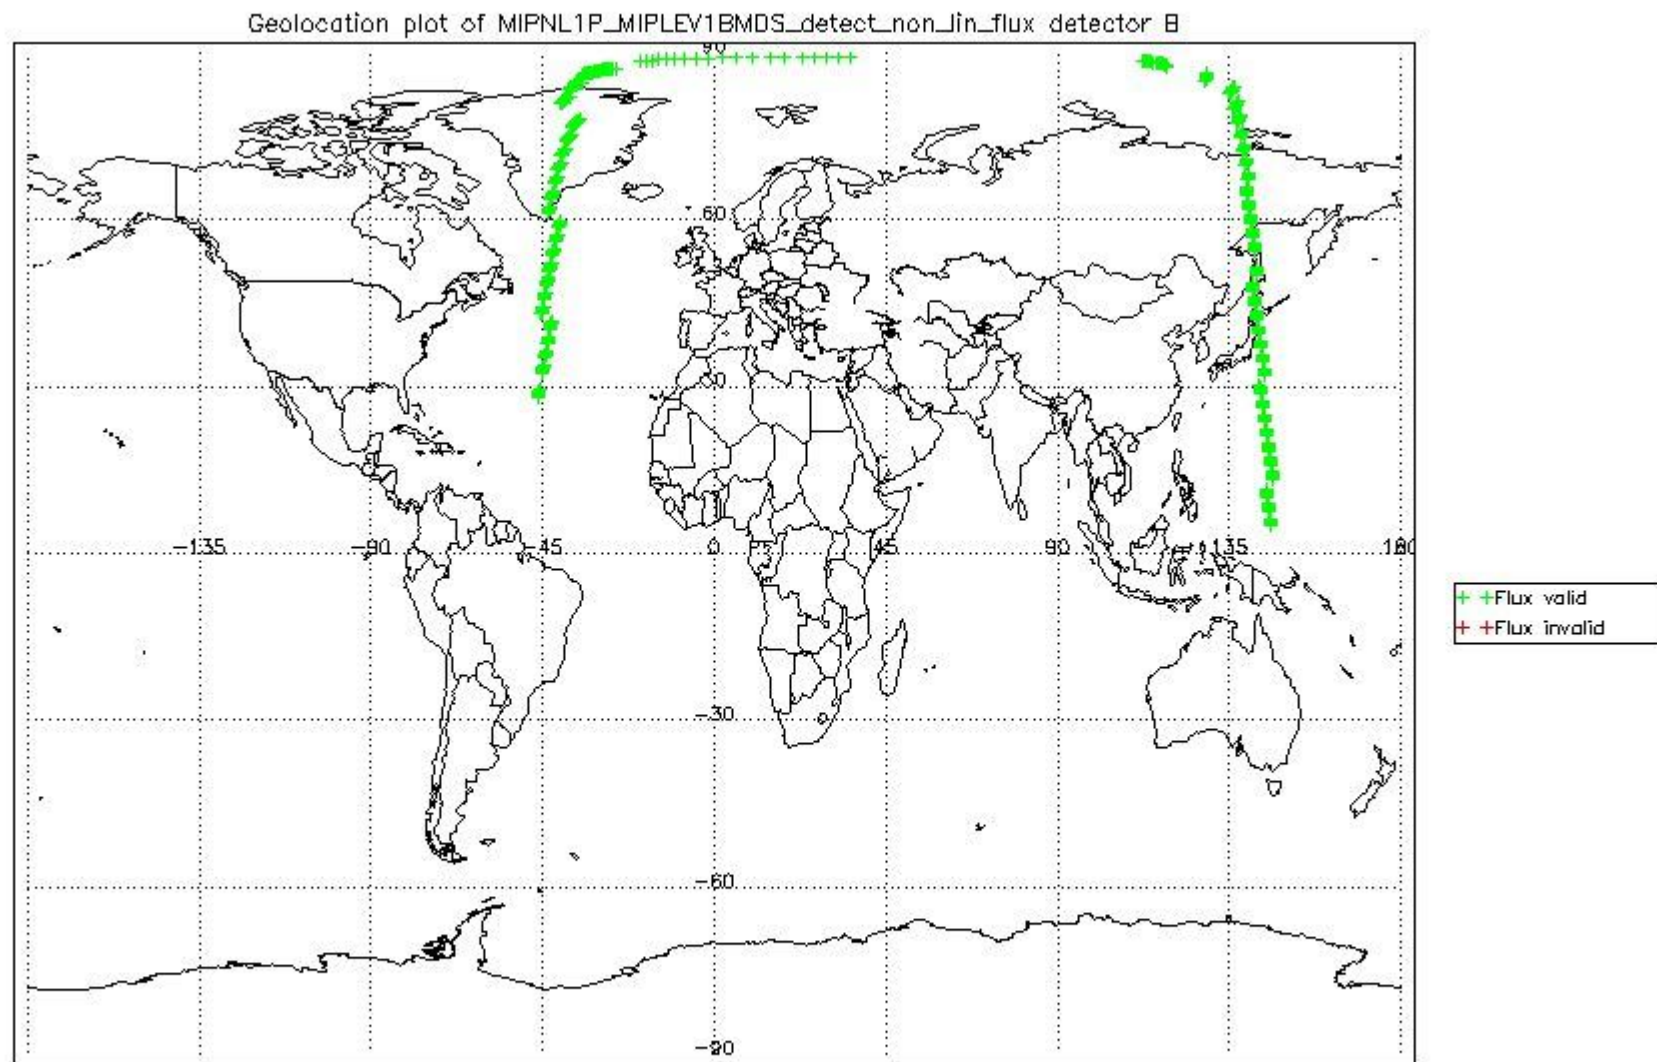 Geolocation plot of MIPNL1P_MIPLEV1BMDS_detect_non_lin_flux detector B
90
60
30
-135 -90 -45 0 45 90 135 180
-30
-60
-90
+ +Flux valid
+ +Flux invalid